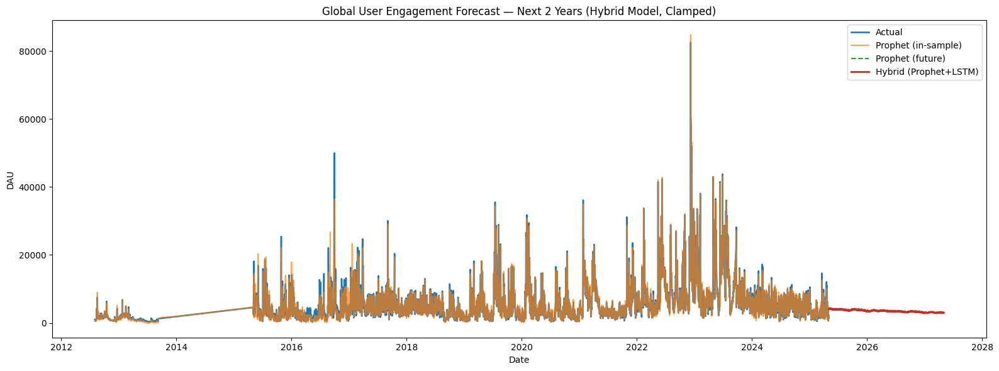 Global User Engagement Forecast — Next 2 Years (Hybrid Model, Clamped)
Actual
Prophet (in-sample)
Prophet (future)
Hybrid (Prophet+LSTM)
DAU
80000
60000
40000
20000
0
2012 2014 2016 2018 2020 2022 2024 2026 2028
Date